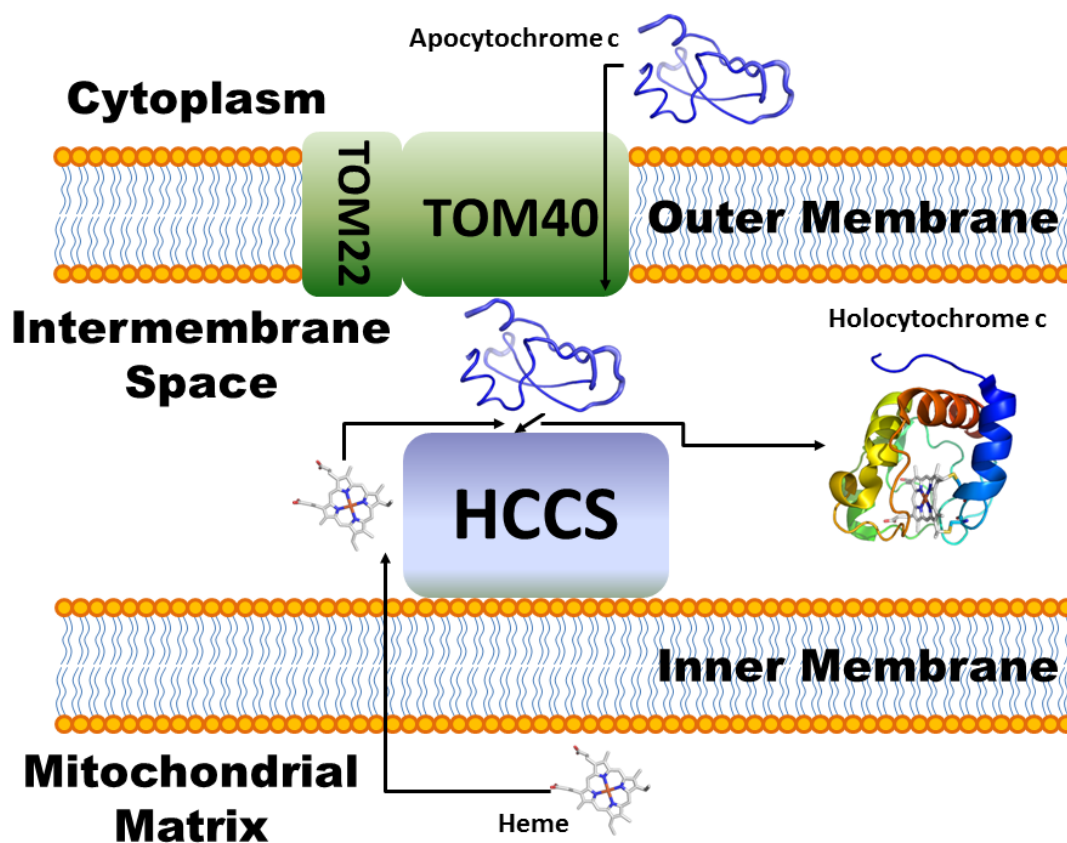 Apocytochrome c
Cytoplasm
TOM22
TOM40
Outer Membrane
Intermembrane
Space
Holocytochrome c
HCCS
Inner Membrane
Mitochondrial
Matrix
Heme